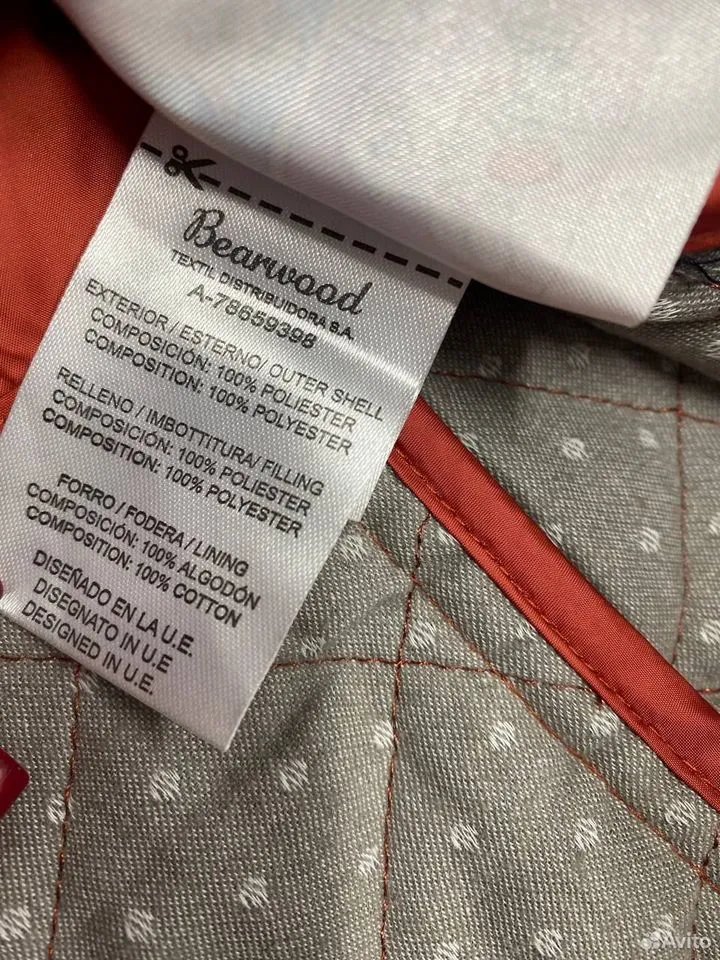 Bearwood
TEXTIL DISTRIBUIDORA S.A.
A-78659398
EXTERIOR / ESTERNO/ OUTER SHELL
COMPOSICIÓN: 100% POLIESTER
COMPOSITION: 100% POLYESTER
RELLENO / IMBOTTITURA/ FILLING
COMPOSICIÓN: 100% POLIESTER
COMPOSITION: 100% POLYESTER
FORRO / FODERA / LINING
COMPOSICIÓN: 100% ALGODÓN
COMPOSITION: 100% COTTON
DISEÑADO EN LA U.E.
DISEGNATO IN U.E
DESIGNED IN U.E.
Avito